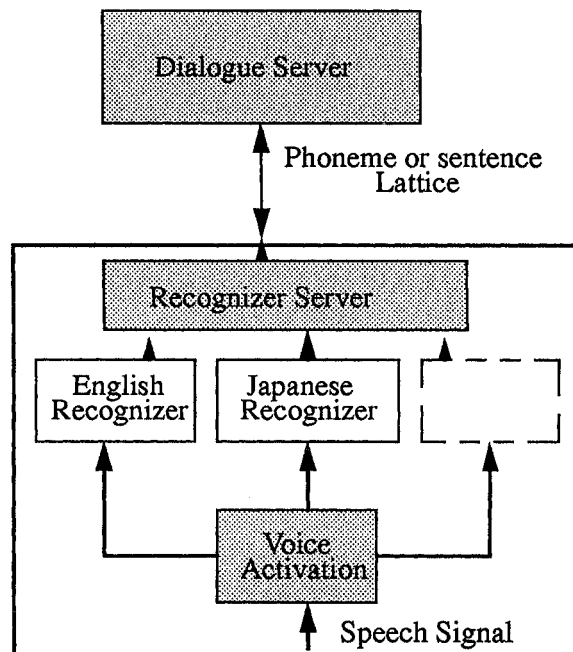 Dialogue Server
Phoneme or sentence
Lattice
Recognizer Server
English
Recognizer
Japanese
Recognizer
Voice
Activation
Speech Signal